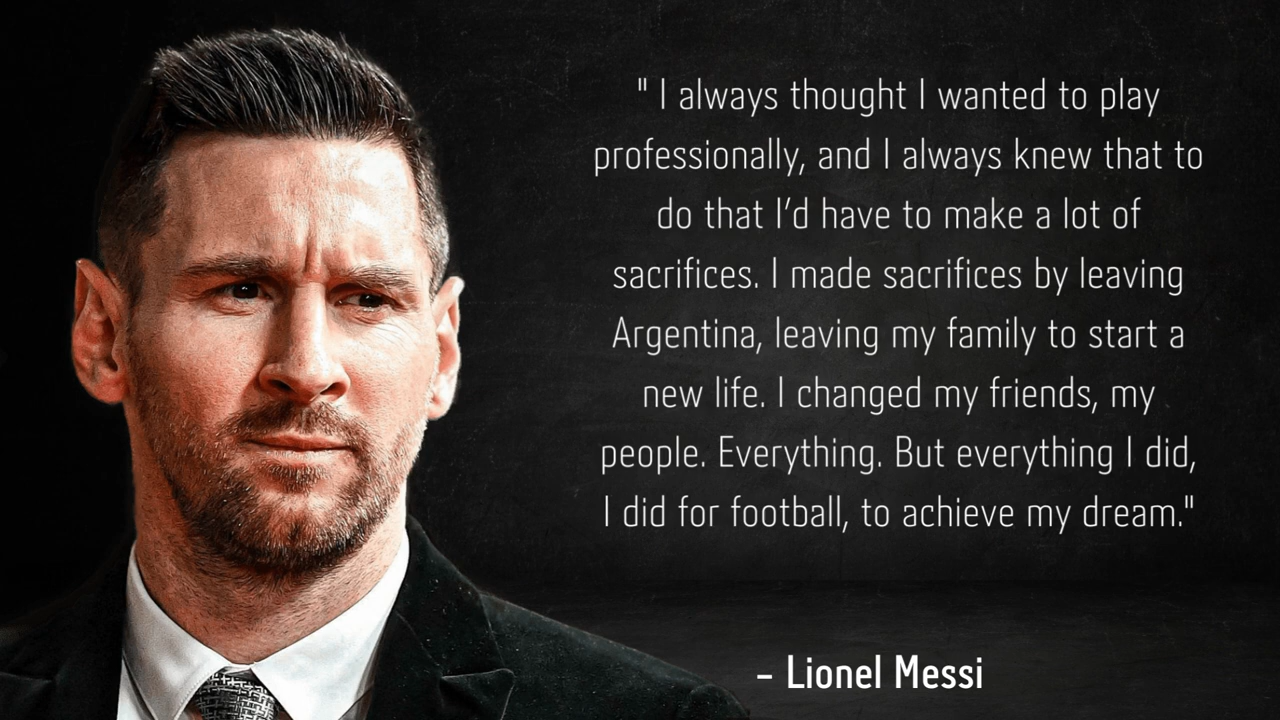 " I always thought I wanted to play
professionally, and I always knew that to
do that I’d have to make a lot of
sacrifices. I made sacrifices by leaving
Argentina, leaving my family to start a
new life. I changed my friends, my
people. Everything. But everything I did,
I did for football, to achieve my dream."
– Lionel Messi